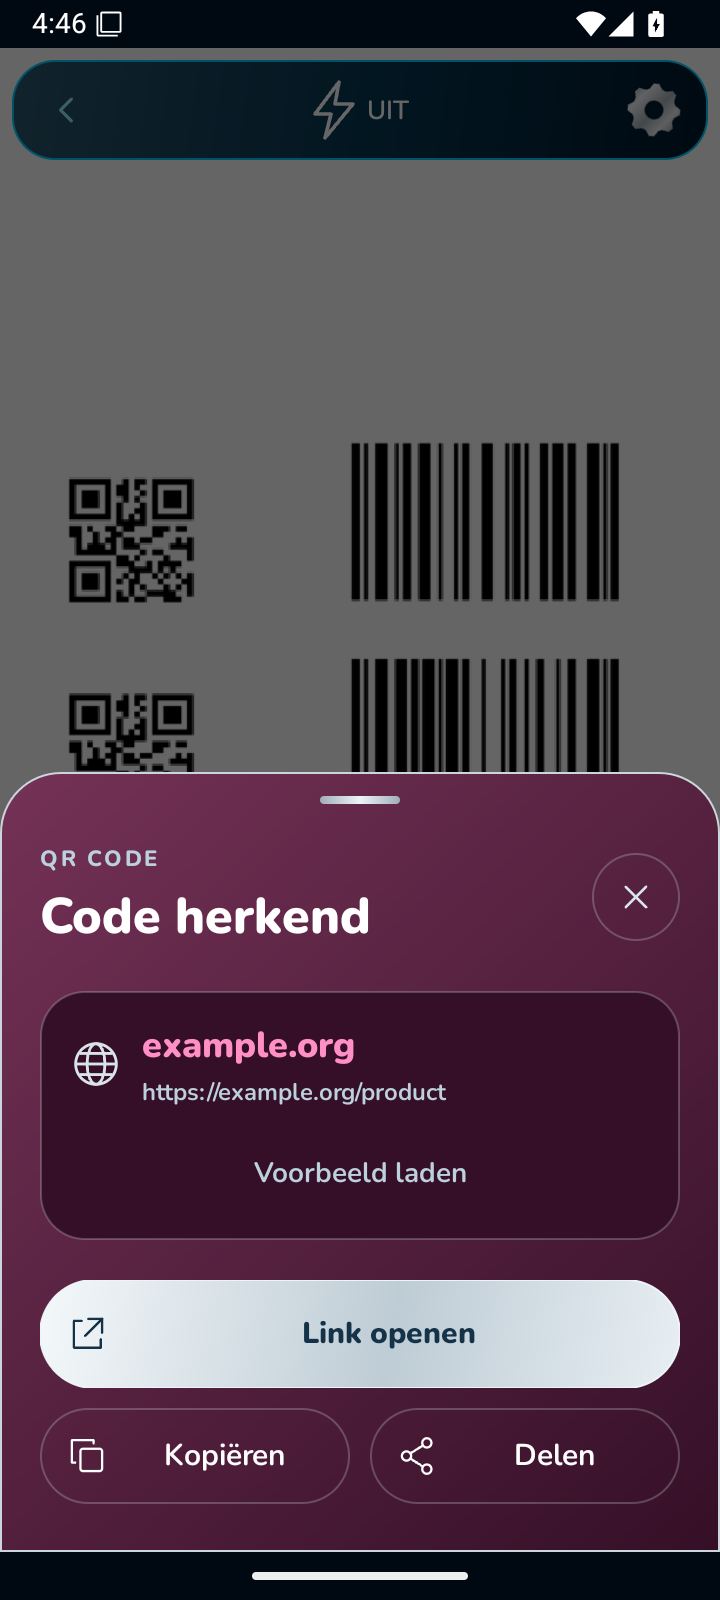 4:46
UIT
QR CODE
Code herkend
example.org
https://example.org/product
Voorbeeld laden
Link openen
Kopiëren
Delen